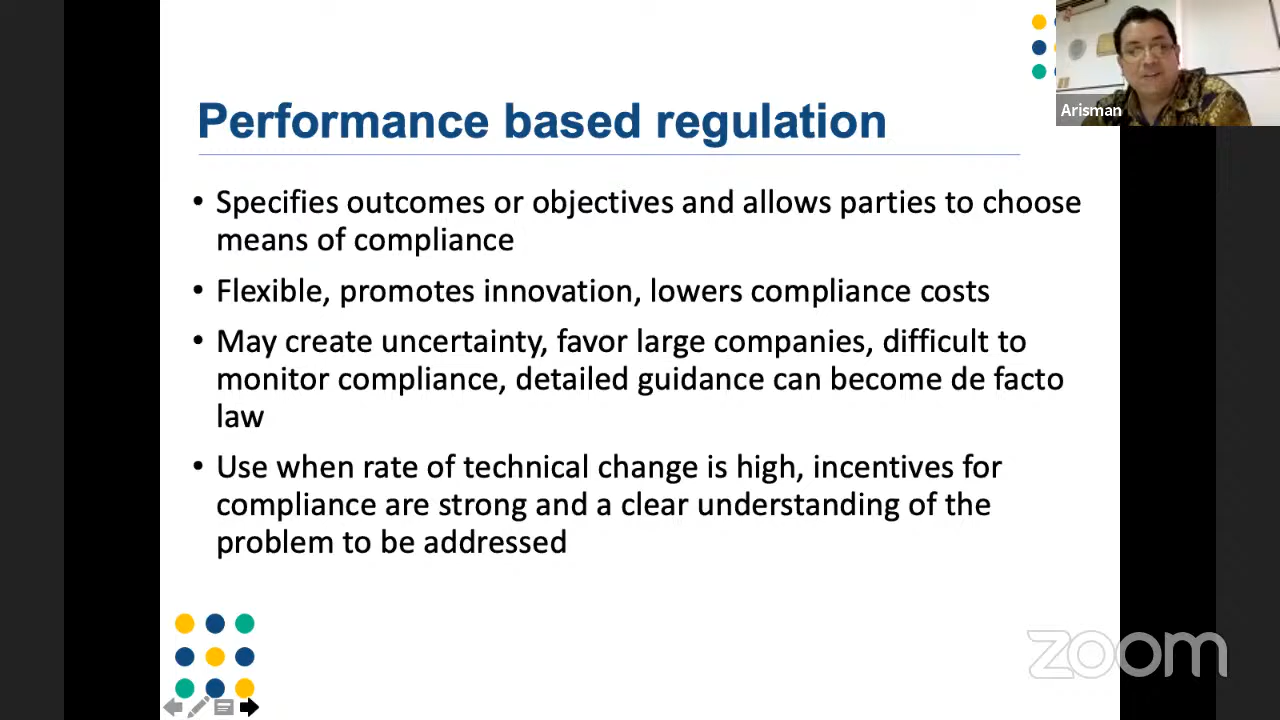 Performance based regulation
Arisman
• Specifies outcomes or objectives and allows parties to choose
means of compliance
• Flexible, promotes innovation, lowers compliance costs
• May create uncertainty, favor large companies, difficult to
monitor compliance, detailed guidance can become de facto
law
• Use when rate of technical change is high, incentives for
compliance are strong and a clear understanding of the
problem to be addressed
zoom